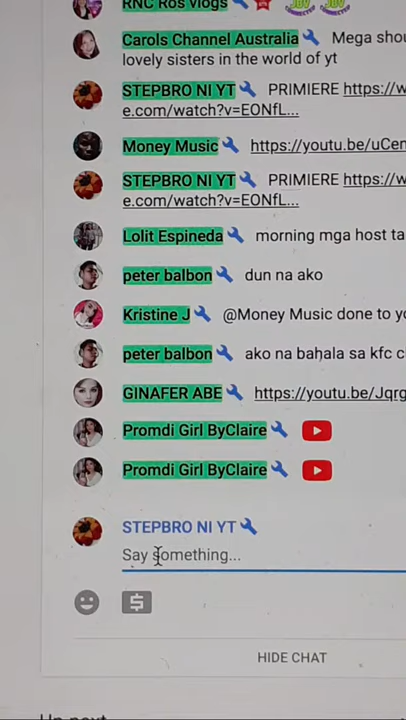 RNC Ros Vlogs
Carols Channel Australia Mega shou
lovely sisters in the world of yt
STEPBRO NI YT PRIMIERE https://w
e.com/watch?v=EONfL...
Money Music https://youtu.be/uCen
STEPBRO NI YT PRIMIERE https://w
e.com/watch?v=EONfL...
Lolit Espineda morning mga host ta
peter balbon dun na ako
Kristine J @Money Music done to yo
peter balbon ako na bahala sa kfc c
GINAFER ABE https://youtu.be/Jqrg
Promdi Girl ByClaire
Promdi Girl ByClaire
STEPBRO NI YT
Say something...
HIDE CHAT
Up next